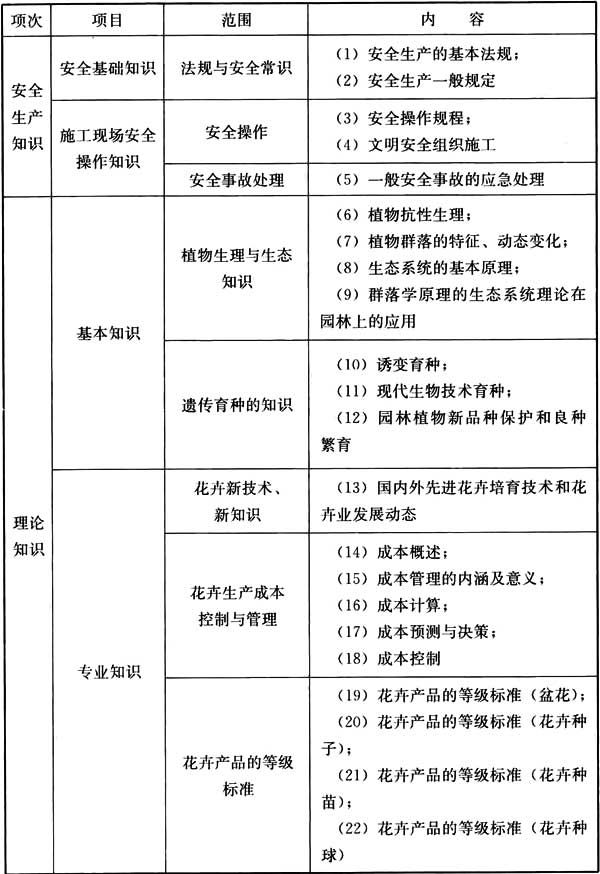 项次 项目 范围 内 容
安全生产知识 安全基础知识 法规与安全常识 (1) 安全生产的基本法规;
(2) 安全生产一般规定
施工现场安全操作知识 安全操作 (3) 安全操作规程;
(4) 文明安全组织施工
安全事故处理 (5) 一般安全事故的应急处理
理论知识 基本知识 植物生理与生态知识 (6) 植物抗性生理;
(7) 植物群落的特征、动态变化;
(8) 生态系统的基本原理;
(9) 群落学原理的生态系统理论在
园林上的应用
遗传育种的知识 (10) 诱变育种;
(11) 现代生物技术育种;
(12) 园林植物新品种保护和良种
繁育
专业知识 花卉新技术、新知识 (13) 国内外先进花卉培育技术和花
卉业发展动态
花卉生产成本控制与管理 (14) 成本概述;
(15) 成本管理的内涵及意义;
(16) 成本计算;
(17) 成本预测与决策;
(18) 成本控制
花卉产品的等级标准 (19) 花卉产品的等级标准(盆花);
(20) 花卉产品的等级标准(花卉种
子);
(21) 花卉产品的等级标准(花卉种
苗);
(22) 花卉产品的等级标准(花卉种
球)